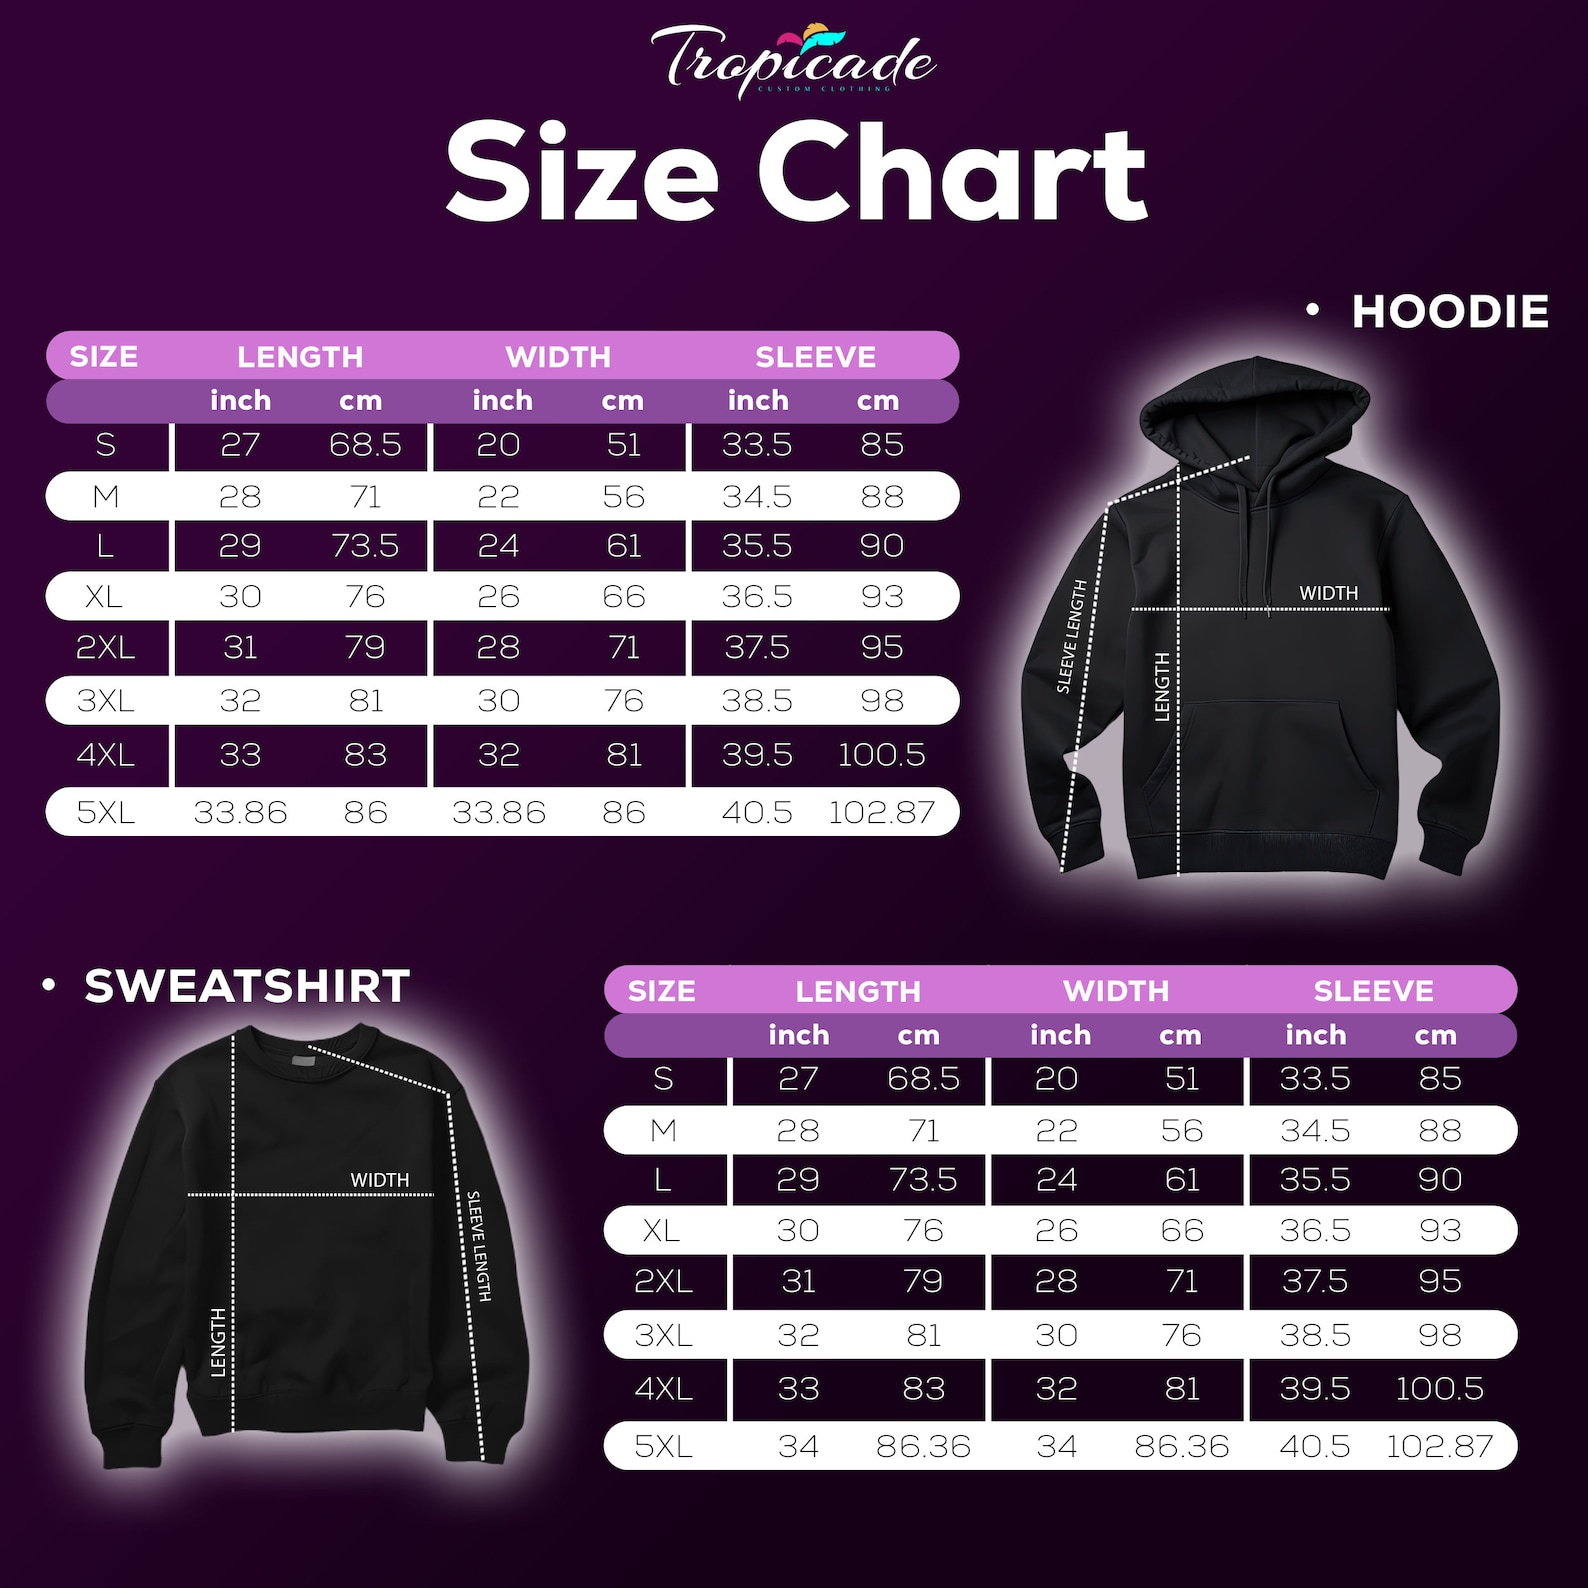 Tropicade
CUSTOM CLOTHING
Size Chart
• HOODIE
SIZE LENGTH WIDTH SLEEVE
inch cm inch cm inch cm
S 27 68.5 20 51 33.5 85
M 28 71 22 56 34.5 88
L 29 73.5 24 61 35.5 90
XL 30 76 26 66 36.5 93
2XL 31 79 28 71 37.5 95
3XL 32 81 30 76 38.5 98
4XL 33 83 32 81 39.5 100.5
5XL 33.86 86 33.86 86 40.5 102.87
WIDTH
SLEEVE LENGTH
LENGTH
• SWEATSHIRT
WIDTH
SLEEVE LENGTH
LENGTH
SIZE LENGTH WIDTH SLEEVE
inch cm inch cm inch cm
S 27 68.5 20 51 33.5 85
M 28 71 22 56 34.5 88
L 29 73.5 24 61 35.5 90
XL 30 76 26 66 36.5 93
2XL 31 79 28 71 37.5 95
3XL 32 81 30 76 38.5 98
4XL 33 83 32 81 39.5 100.5
5XL 34 86.36 34 86.36 40.5 102.87